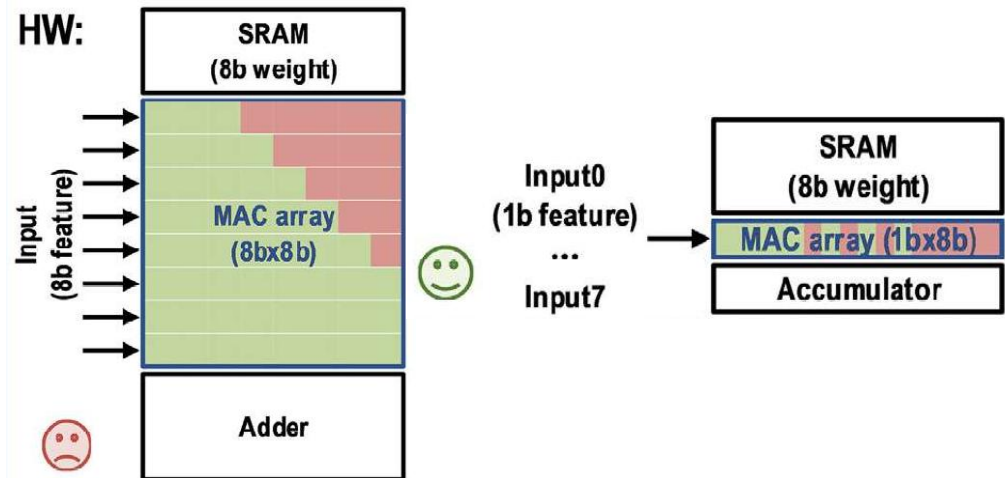 HW:
SRAM
(8b weight)
Input
(8b feature)
MAC array
(8bx8b)
Adder
Input0
(1b feature)
...
Input7
SRAM
(8b weight)
MAC array (1bx8b)
Accumulator